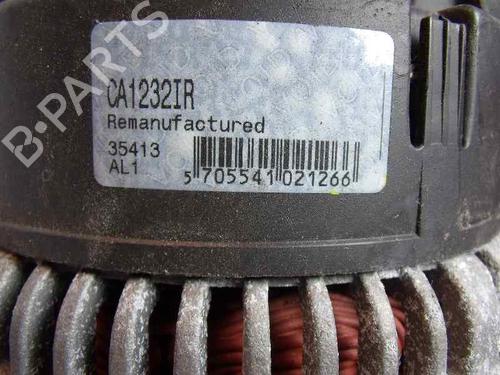 B-PARTS
CA1232IR
Remanufactured
35413
AL1
5 705541 021266